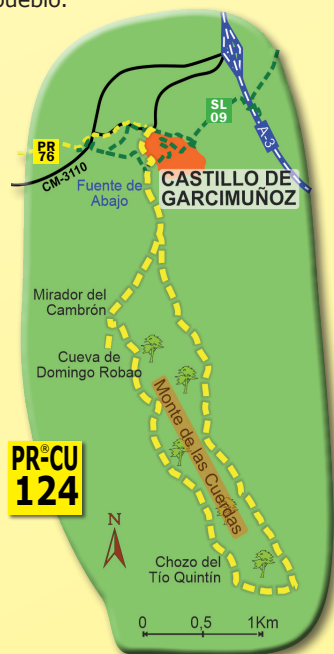 pueblo.
SL
09
A-3
PR
76
CM-3110
Fuente de
Abajo
CASTILLO DE
GARCIMUÑOZ
Mirador del
Cambrón
Cueva de
Domingo Robao
Monte de las Cuerdas
PR®CU
124
N
Chozo del
Tío Quintín
0 0,5 1Km